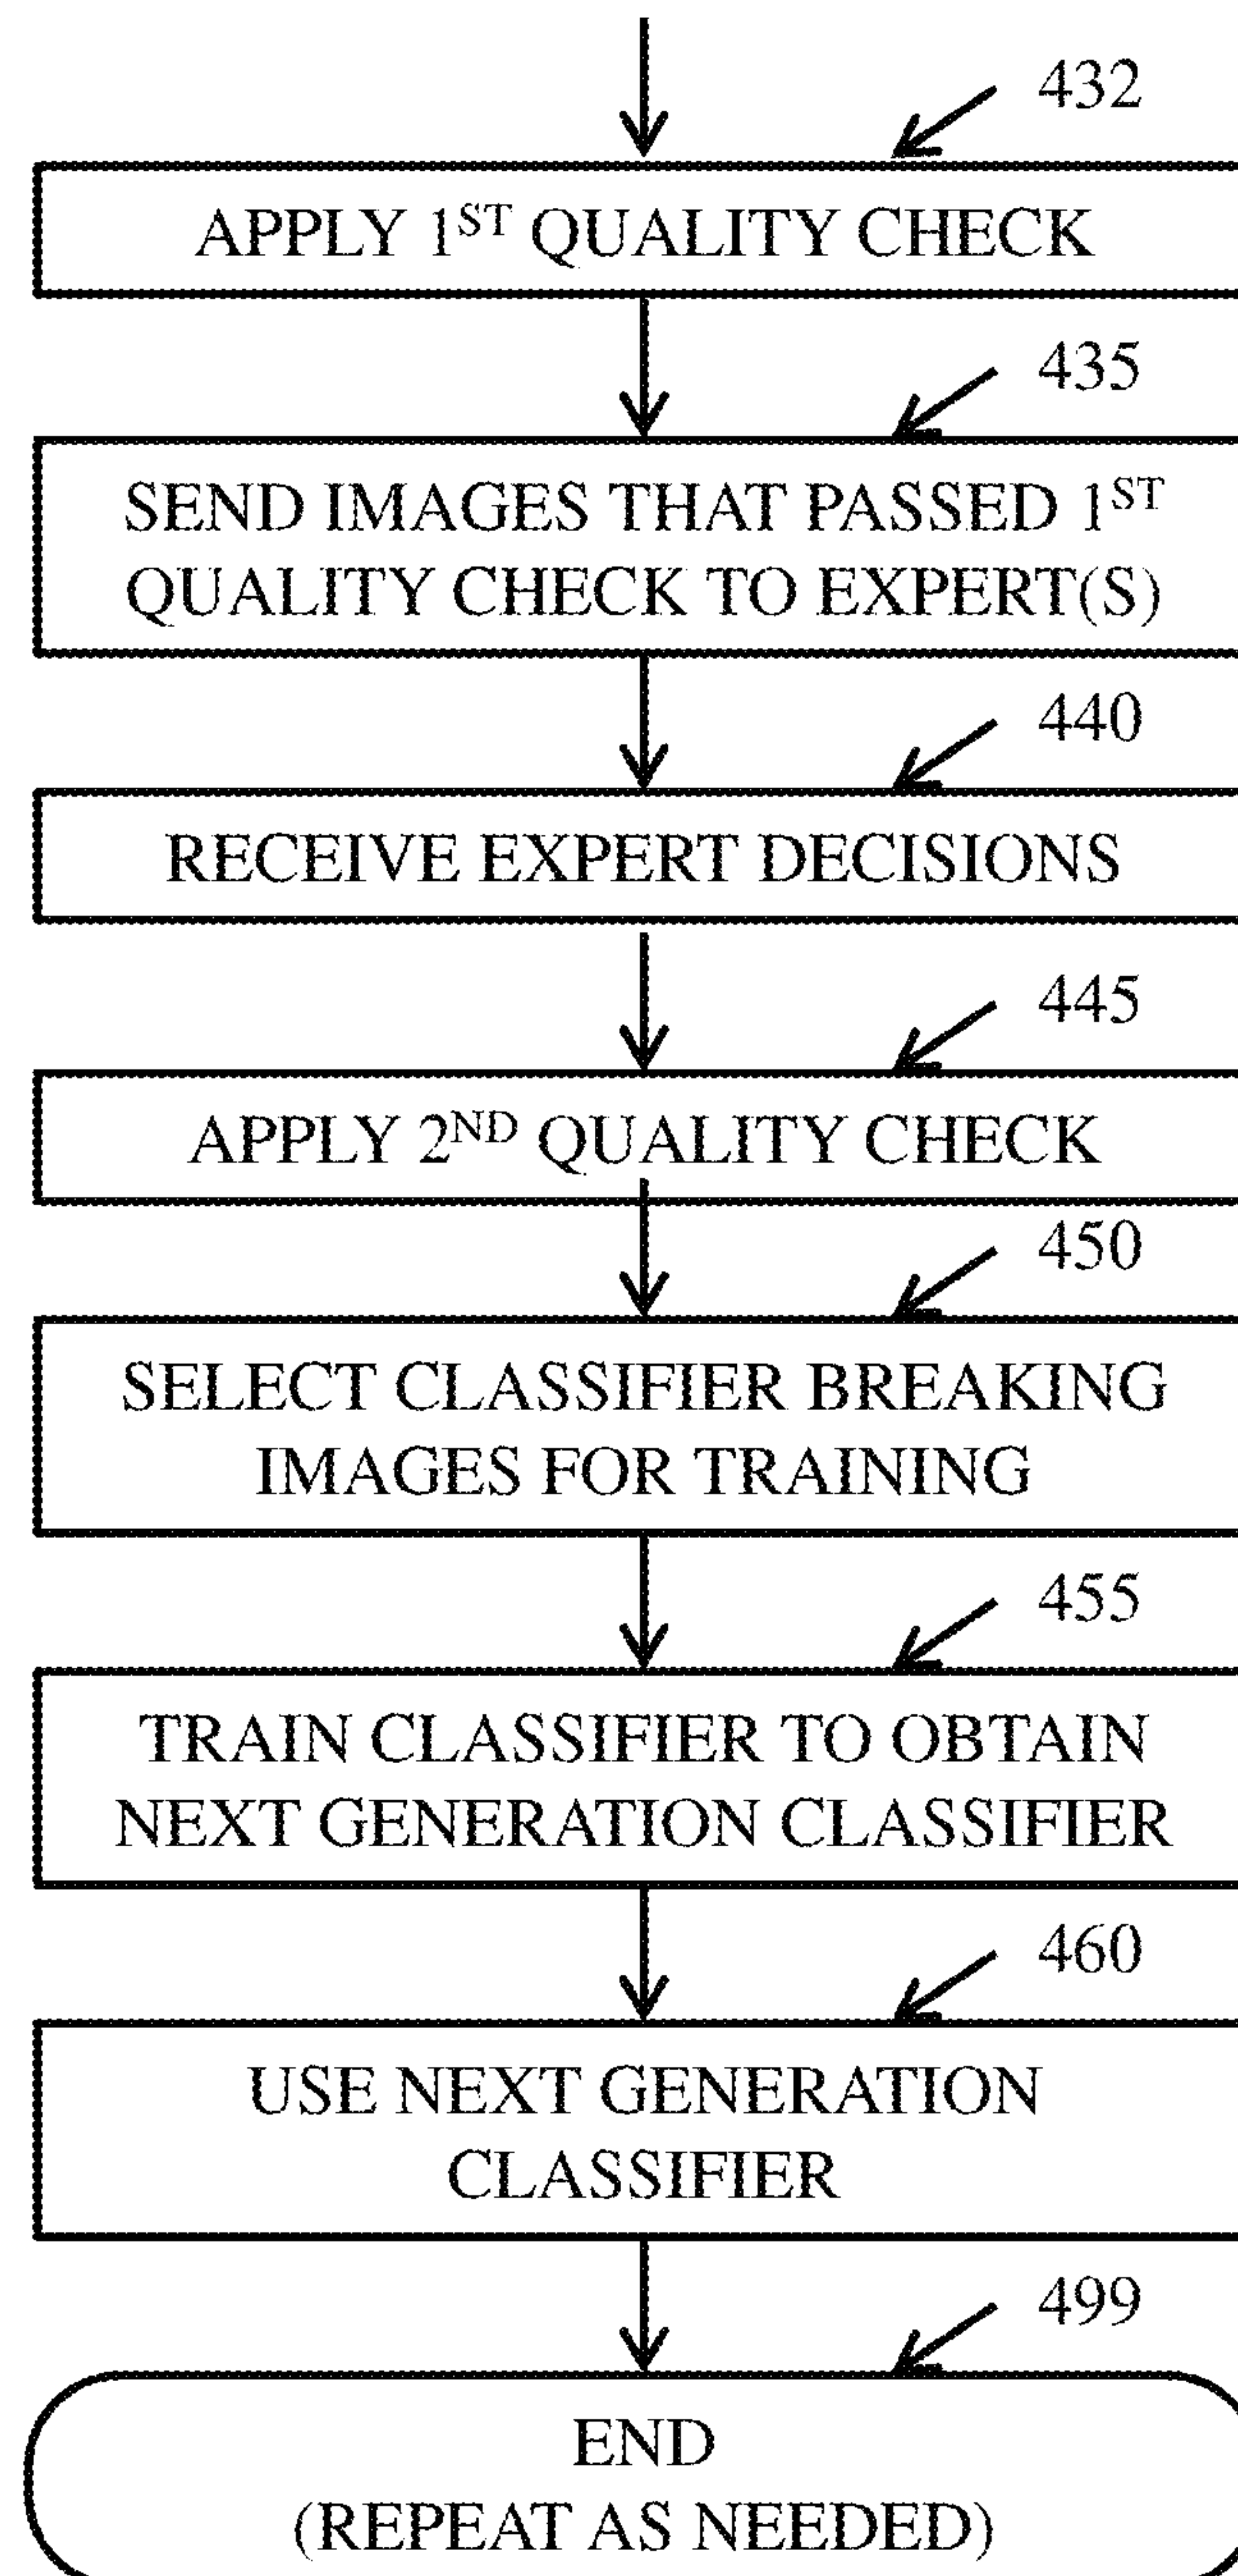 432
APPLY 1ST QUALITY CHECK
435
SEND IMAGES THAT PASSED 1ST
QUALITY CHECK TO EXPERT(S)
440
RECEIVE EXPERT DECISIONS
445
APPLY 2ND QUALITY CHECK
450
SELECT CLASSIFIER BREAKING
IMAGES FOR TRAINING
455
TRAIN CLASSIFIER TO OBTAIN
NEXT GENERATION CLASSIFIER
460
USE NEXT GENERATION
CLASSIFIER
499
END
(REPEAT AS NEEDED)